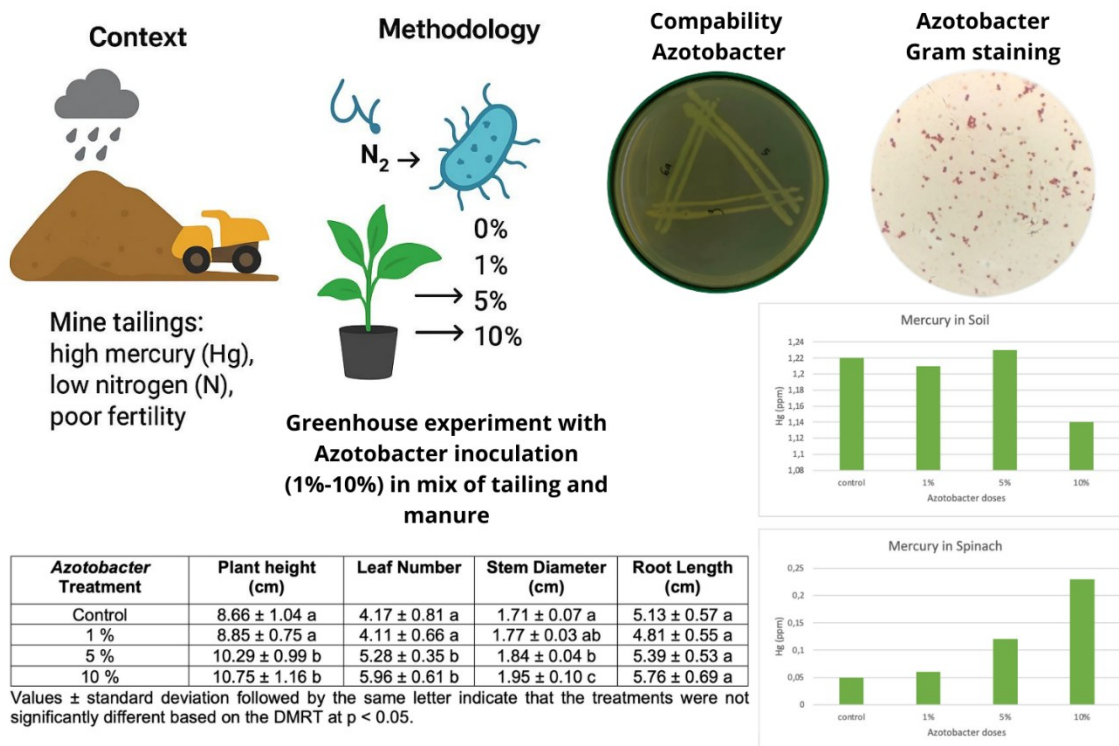 Context
Mine tailings:
high mercury (Hg),
low nitrogen (N),
poor fertility
Methodology
N₂ →
0%
1%
5%
10%
Greenhouse experiment with
Azotobacter inoculation
(1%-10%) in mix of tailing and
manure
Compability
Azotobacter
Azotobacter
Gram staining
Mercury in Soil
Hg (ppm)
1,24
1,22
1,2
1,18
1,16
1,14
1,12
1,1
1,08
control 1% 5% 10%
Azotobacter doses
Mercury in Spinach
Hg (ppm)
0,25
0,2
0,15
0,1
0,05
0
control 1% 5% 10%
Azotobacter doses
Azotobacter Treatment | Plant height (cm) | Leaf Number | Stem Diameter (cm) | Root Length (cm)
Control | 8.66 ± 1.04 a | 4.17 ± 0.81 a | 1.71 ± 0.07 a | 5.13 ± 0.57 a
1 % | 8.85 ± 0.75 a | 4.11 ± 0.66 a | 1.77 ± 0.03 ab | 4.81 ± 0.55 a
5 % | 10.29 ± 0.99 b | 5.28 ± 0.35 b | 1.84 ± 0.04 b | 5.39 ± 0.53 a
10 % | 10.75 ± 1.16 b | 5.96 ± 0.61 b | 1.95 ± 0.10 c | 5.76 ± 0.69 a
Values ± standard deviation followed by the same letter indicate that the treatments were not
significantly different based on the DMRT at p < 0.05.